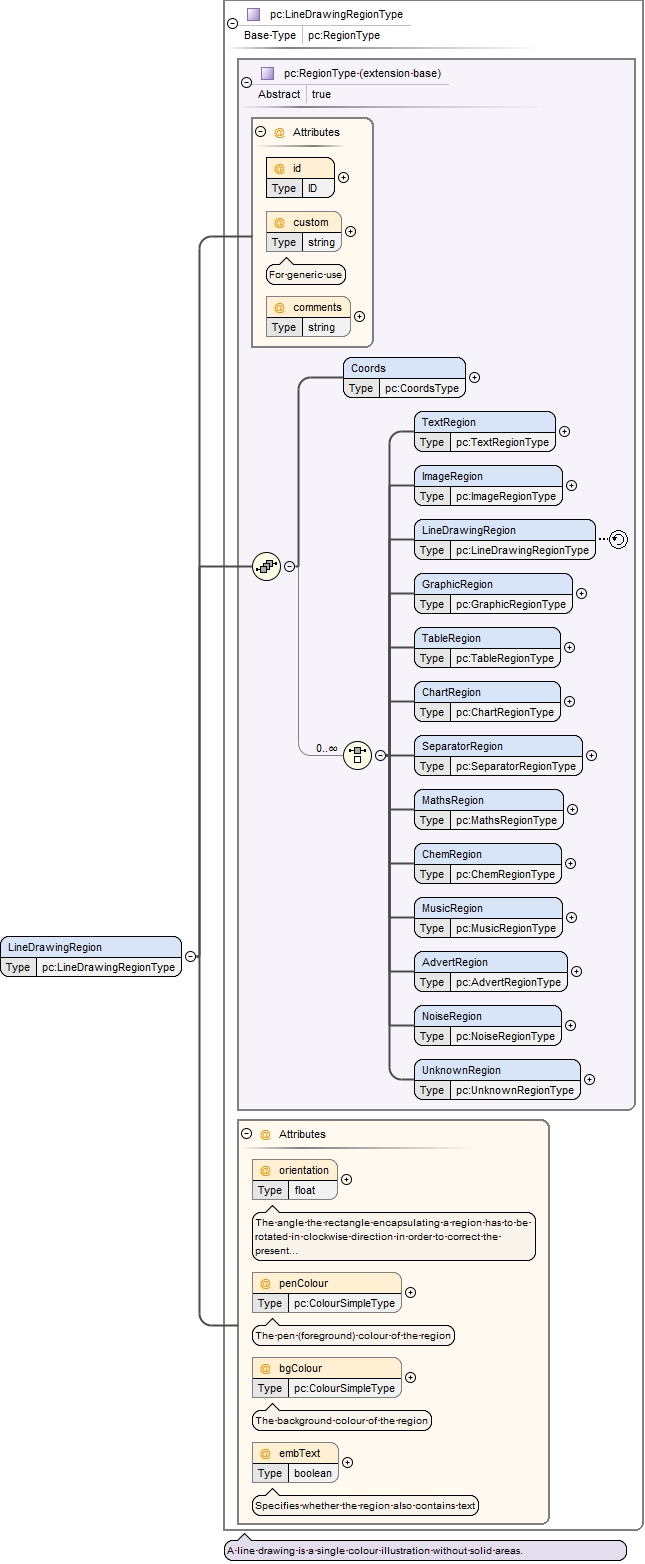 pc:LineDrawingRegionType
Base-Type pc:RegionType
pc:RegionType·(extension·base)
Abstract true
@ Attributes
@ id
Type ID
@ custom
Type string
For·generic·use
@ comments
Type string
Coords
Type pc:CoordsType
TextRegion
Type pc:TextRegionType
ImageRegion
Type pc:ImageRegionType
LineDrawingRegion
Type pc:LineDrawingRegionType
GraphicRegion
Type pc:GraphicRegionType
TableRegion
Type pc:TableRegionType
ChartRegion
Type pc:ChartRegionType
0..∞
SeparatorRegion
Type pc:SeparatorRegionType
MathsRegion
Type pc:MathsRegionType
ChemRegion
Type pc:ChemRegionType
MusicRegion
Type pc:MusicRegionType
LineDrawingRegion
Type pc:LineDrawingRegionType
AdvertRegion
Type pc:AdvertRegionType
NoiseRegion
Type pc:NoiseRegionType
UnknownRegion
Type pc:UnknownRegionType
@ Attributes
@ orientation
Type float
The·angle·the·rectangle·encapsulating·a·region·has·to·be·
rotated·in·clockwise·direction·in·order·to·correct·the·
present...
@ penColour
Type pc:ColourSimpleType
The·pen·(foreground)·colour·of·the·region
@ bgColour
Type pc:ColourSimpleType
The·background·colour·of·the·region
@ embText
Type boolean
Specifies·whether·the·region·also·contains·text
A·line·drawing·is·a·single·colour·illustration·without·solid·areas.